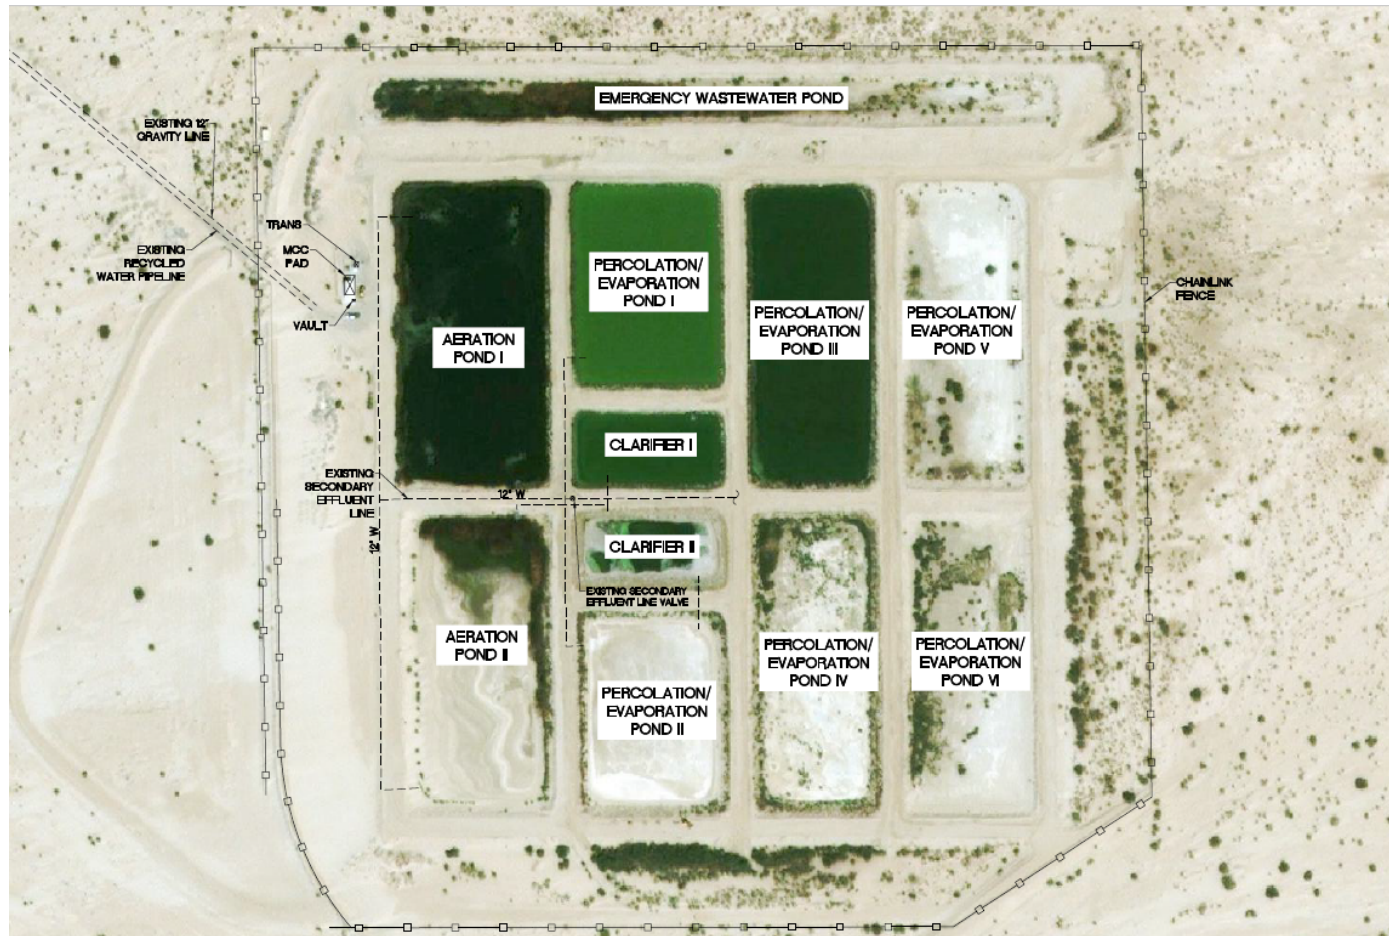 EMERGENCY WASTEWATER POND
EXISTING 12"
GRAVITY LINE
TRANS
MCC
PAD
EXISTING
RECYCLED
WATER PIPELINE
VAULT
CHAINLINK
FENCE
AERATION
POND I
PERCOLATION/
EVAPORATION
POND I
PERCOLATION/
EVAPORATION
POND III
PERCOLATION/
EVAPORATION
POND V
CLARIFIER I
EXISTING
SECONDARY
EFFLUENT
LINE
12" W
12" W
CLARIFIER II
EXISTING SECONDARY
EFFLUENT LINE VALVE
AERATION
POND II
PERCOLATION/
EVAPORATION
POND II
PERCOLATION/
EVAPORATION
POND IV
PERCOLATION/
EVAPORATION
POND VI